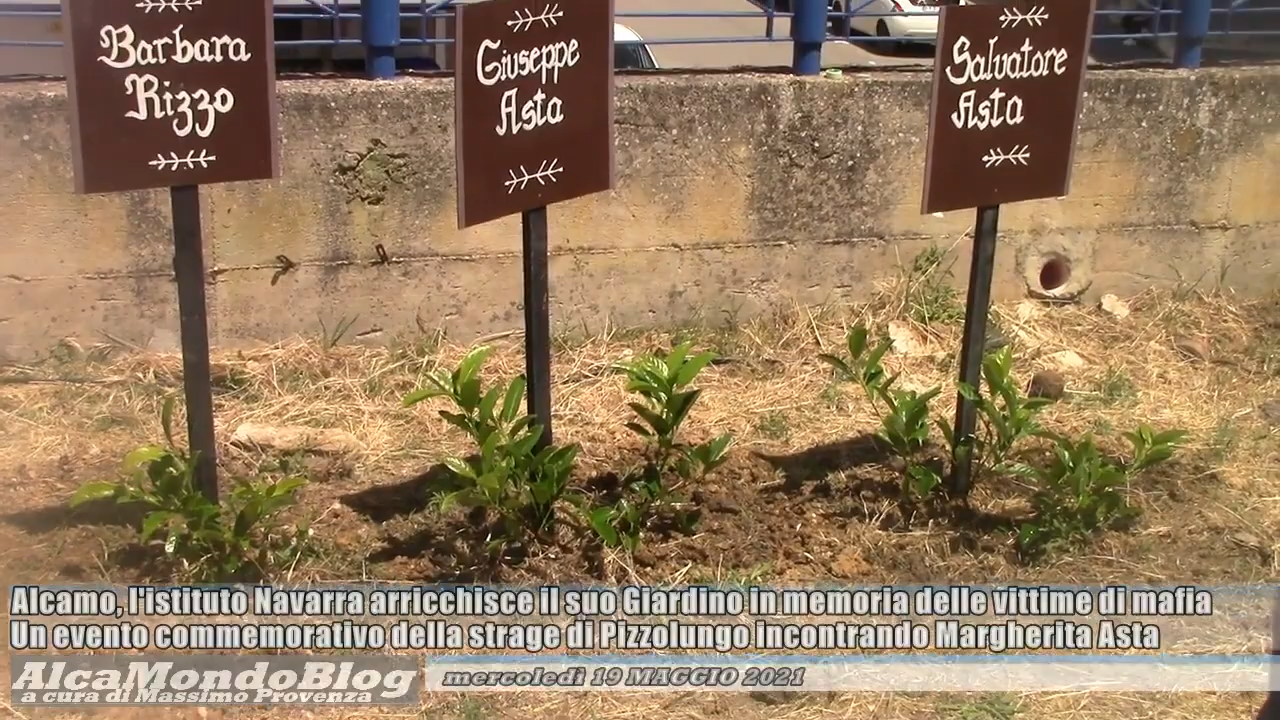 Barbara
Rizzo
Giuseppe
Asta
Salvatore
Asta
Alcamo, l'istituto Navarra arricchisce il suo Giardino in memoria delle vittime di mafia
Un evento commemorativo della strage di Pizzolungo incontrando Margherita Asta
AlcaMondoBlog
a cura di Massimo Provenza
mercoledì 19 MAGGIO 2021